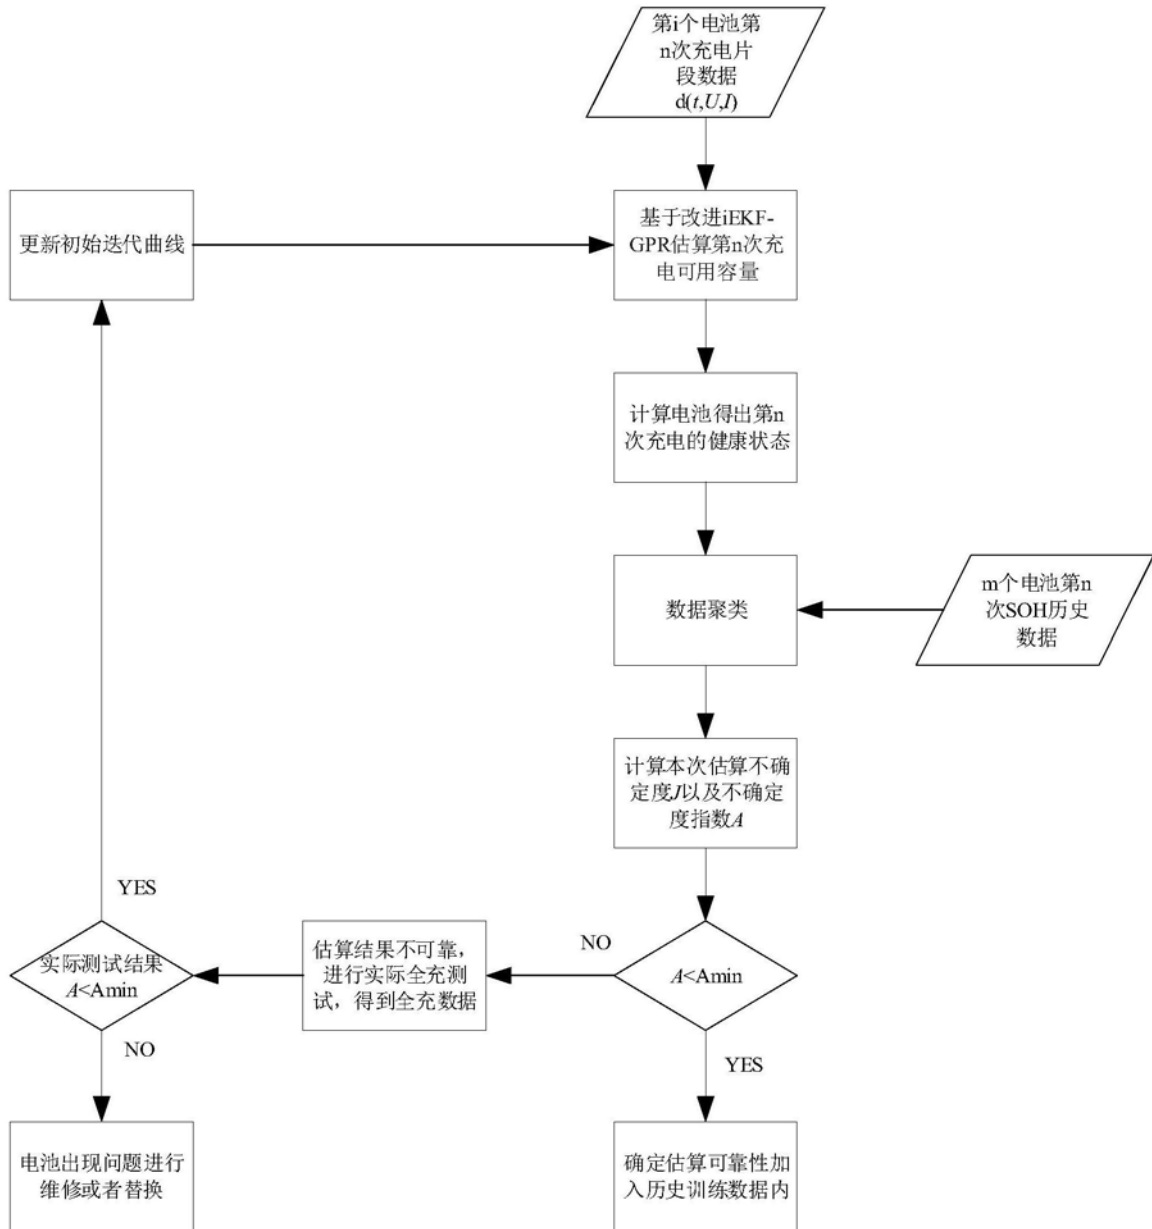 第i个电池第
n次充电片
段数据
d(t,U,I)
更新初始迭代曲线
基于改进iEKF-
GPR估算第n次充
电可用容量
计算电池得出第n
次充电的健康状态
数据聚类
m个电池第n
次SOH历史
数据
计算本次估算不确
定度J以及不确定
度指数A
YES
NO
实际测试结果
A<Amin
估算结果不可靠，
进行实际全充测
试，得到全充数据
A<Amin
NO
YES
电池出现问题进行
维修或者替换
确定估算可靠性加
入历史训练数据内